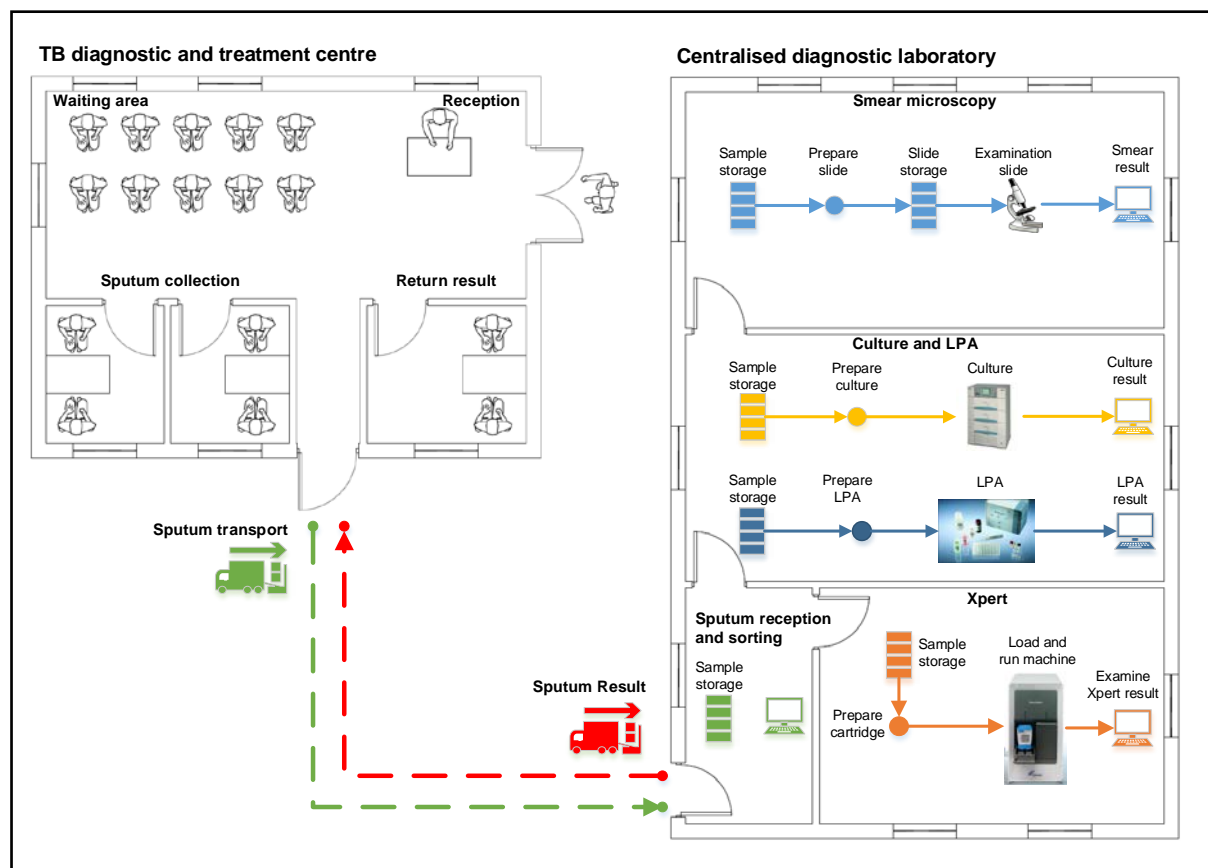 TB diagnostic and treatment centre
Waiting area
Reception
Sputum collection
Return result
Sputum transport
Sputum Result
Centralised diagnostic laboratory
Smear microscopy
Sample
storage
Prepare
slide
Slide
storage
Examination
slide
Smear
result
Culture and LPA
Sample
storage
Prepare
culture
Culture
Culture
result
Sample
storage
Prepare
LPA
LPA
LPA
result
Sputum reception
and sorting
Sample
storage
Xpert
Sample
storage
Prepare
cartridge
Load and
run machine
Examine
Xpert result